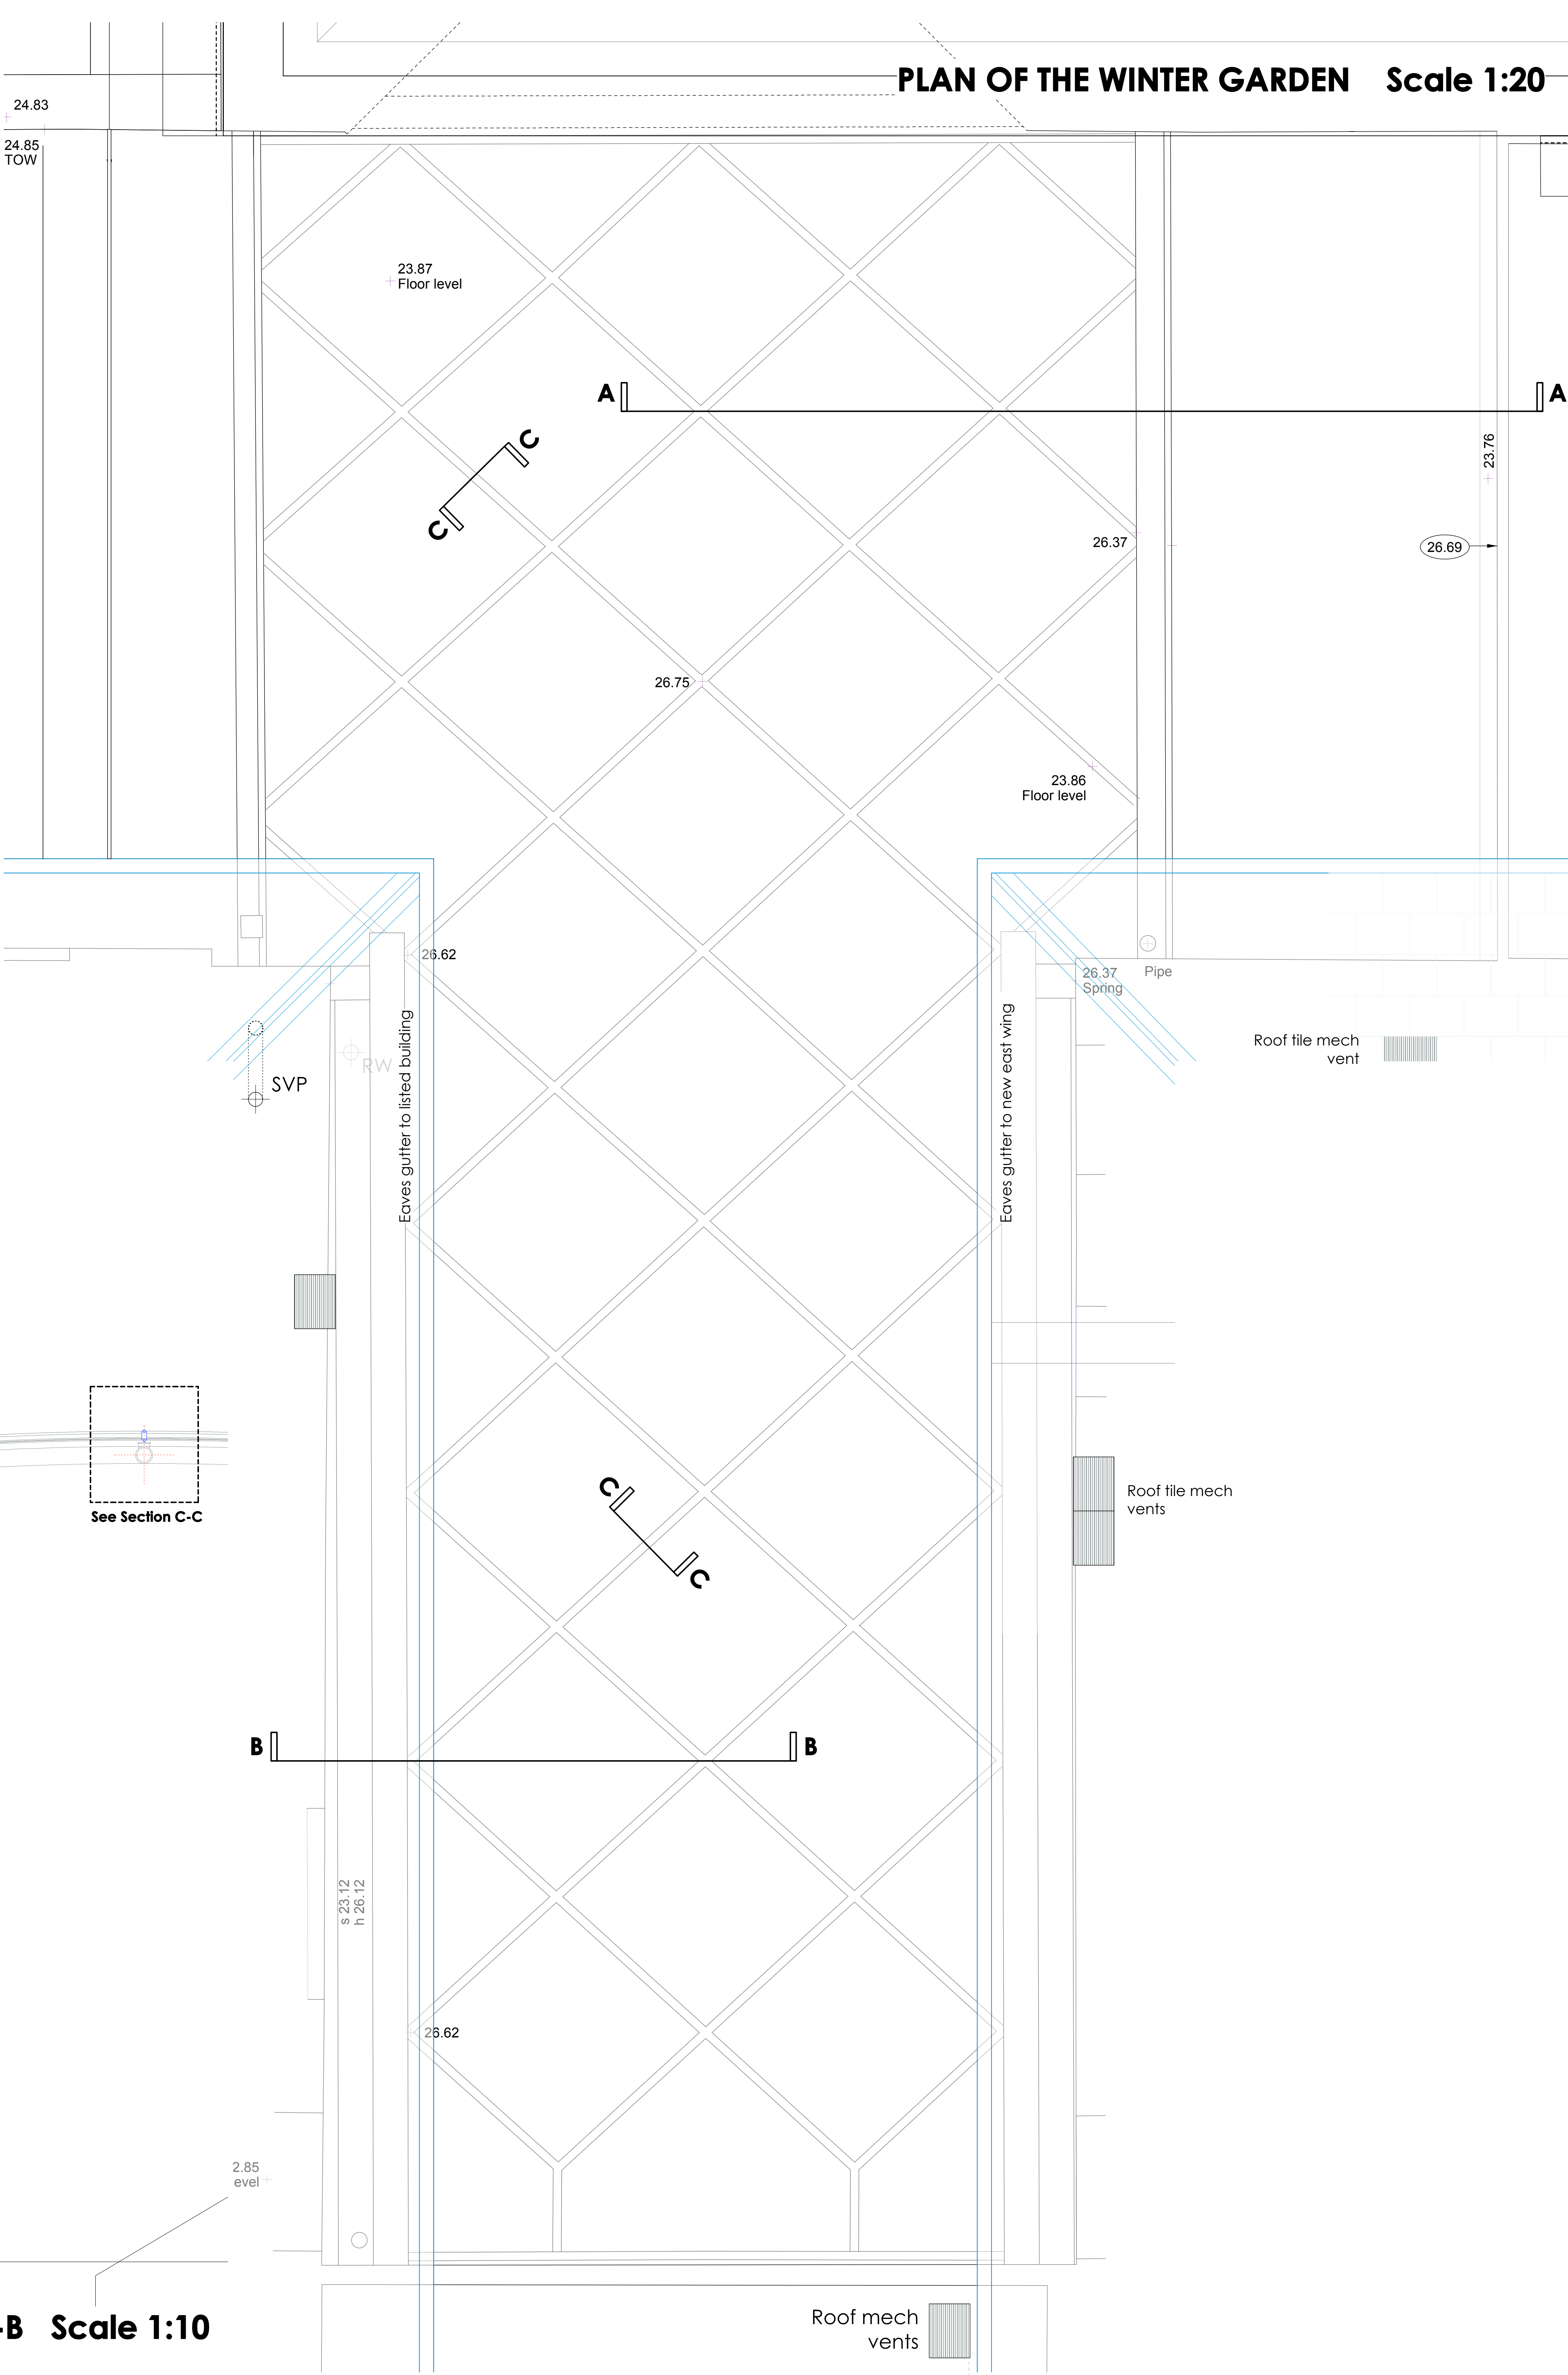 PLAN OF THE WINTER GARDEN Scale 1:20
24.83
24.85
TOW
23.87
Floor level
A
A
C
C
23.76
26.37
26.69
26.75
23.86
Floor level
26.62
26.37
Spring
Pipe
Eaves gutter to listed building
Eaves gutter to new east wing
Roof tile mech
vent
RW
SVP
See Section C-C
C
C
Roof tile mech
vents
B
B
s 23.12
h 26.12
26.62
2.85
evel
-B Scale 1:10
Roof mech
vents